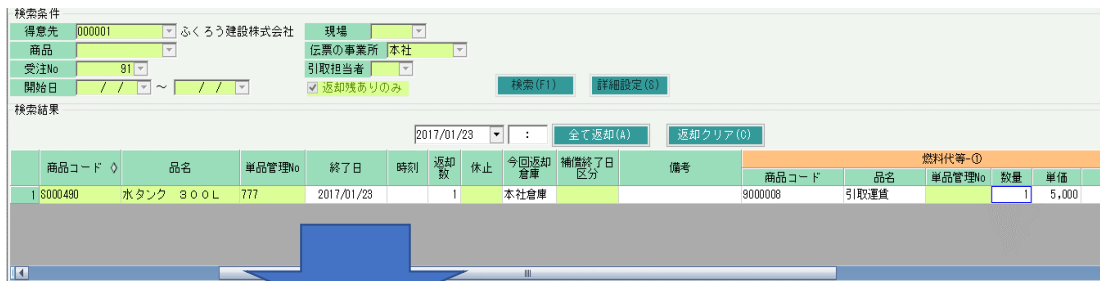 検索条件
得意先 000001 ふくろう建設株式会社 現場
商品 伝票の事業所 本社
受注No 91 引取担当者
開始日 / / ～ / / 返却残ありのみ 検索(F1) 詳細設定(S)
検索結果
2017/01/23 : 全て返却(A) 返却クリア(C)
燃料代等-①
商品コード ◇ 品名 単品管理No 終了日 時刻 返却数 休止 今回返却倉庫 補償終了日区分 備考 商品コード 品名 単品管理No 数量 単価
1 S000490 水タンク ３００Ｌ 777 2017/01/23 1 本社倉庫 9000008 引取運賃 1 5,000